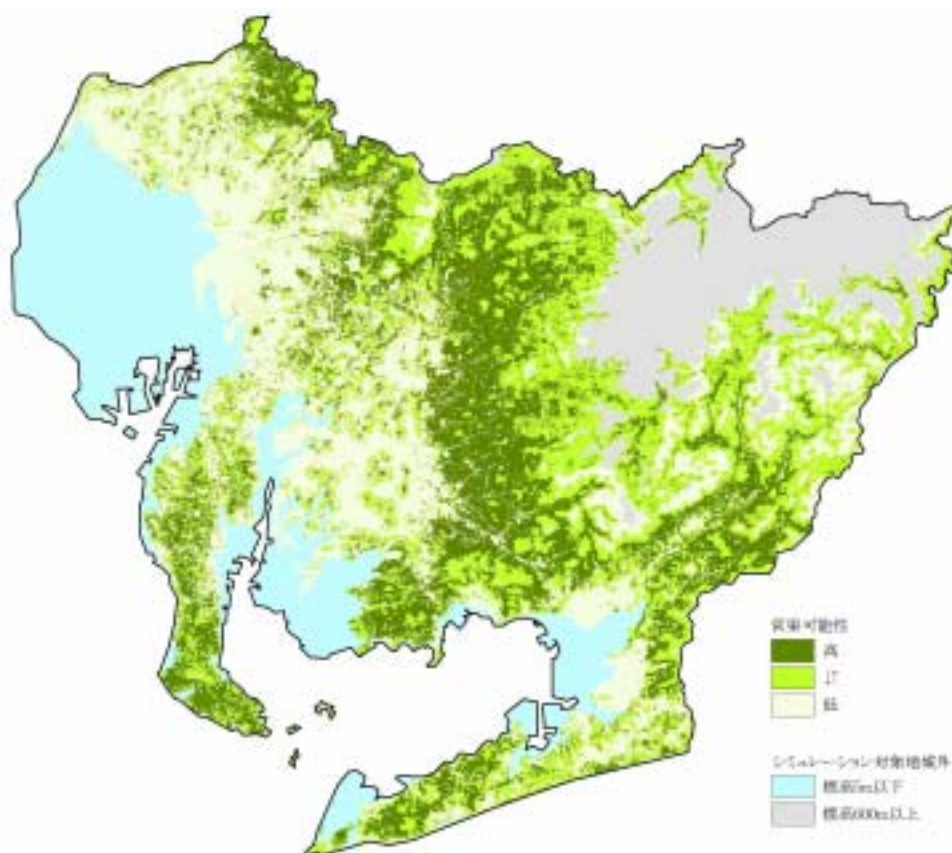 営巣可能性
高
↓↑
低
シミュレーション対象地域外
標高5m以下
標高600m以上